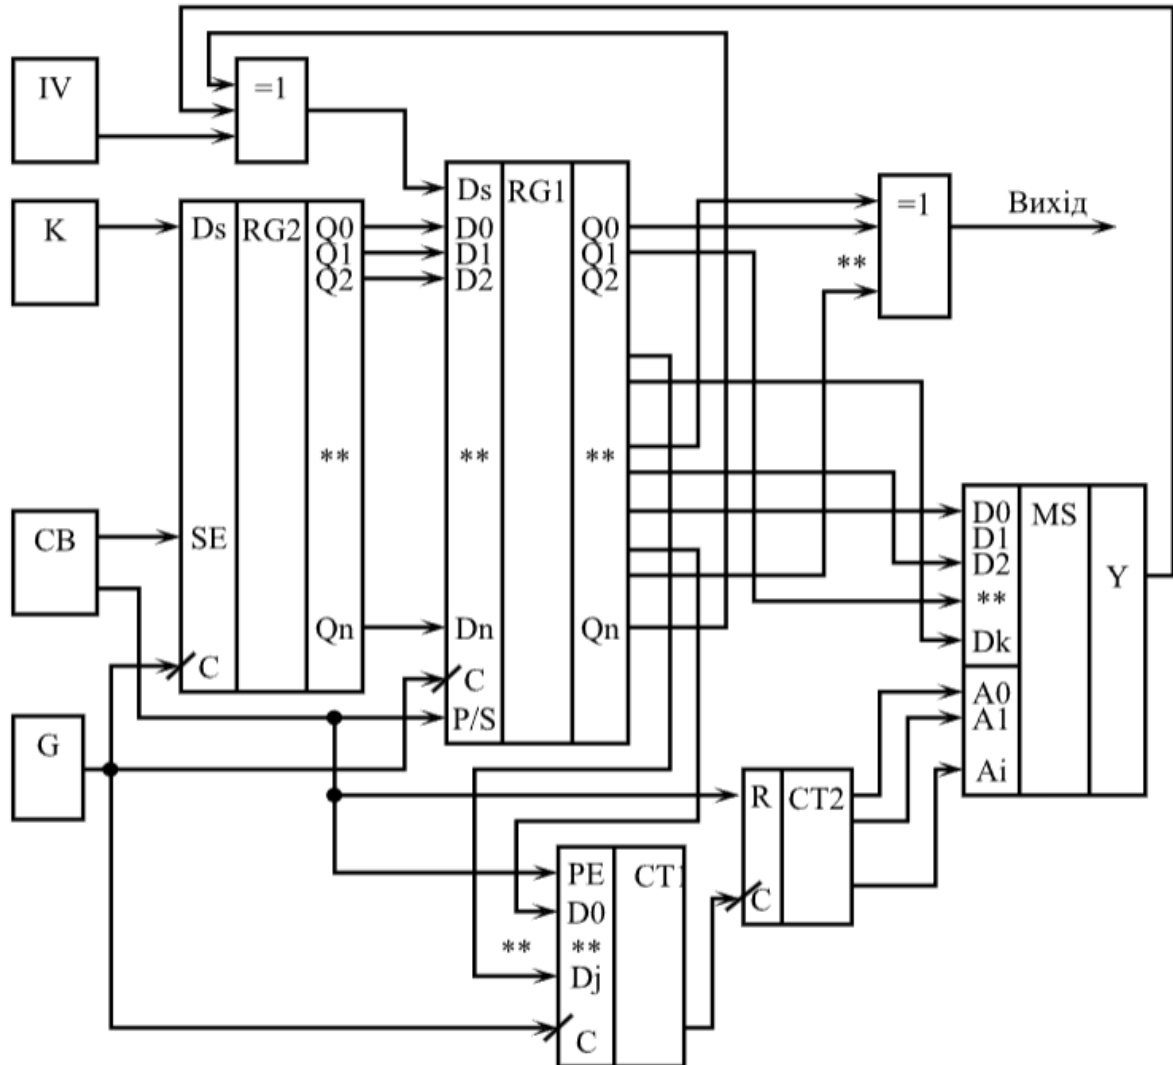 IV
=1
K
Ds
RG2
Q0
Q1
Q2
**
Qn
SE
C
CB
G
Ds
RG1
D0
D1
D2
**
Dn
C
P/S
Q0
Q1
Q2
**
Qn
=1
**
Вихід
D0
MS
D1
D2
**
Dk
Y
A0
A1
Ai
R
CT2
C
PE
CT1
D0
**
**
Dj
C